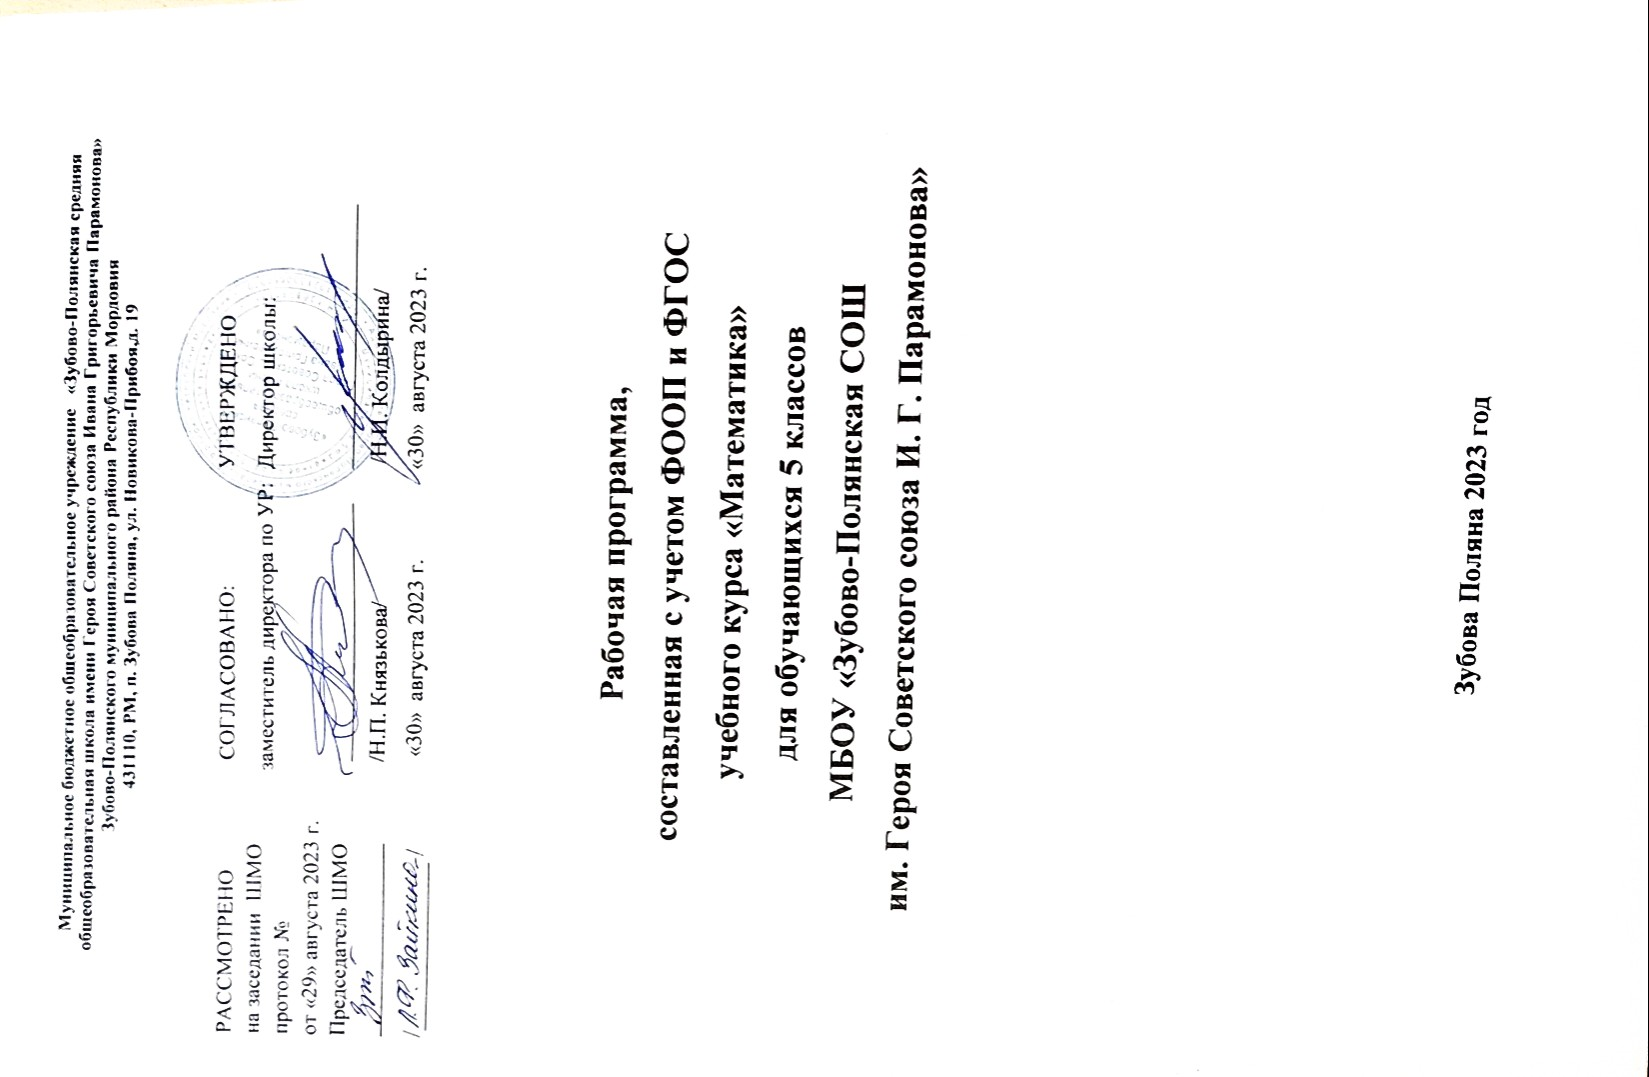 Муниципальное бюджетное общеобразовательное учреждение «Зубово-Полянская средняя
общеобразовательная школа имени Героя Советского союза Ивана Григорьевича Парамонова»
Зубово-Полянского муниципального района Республики Мордовия
431110, РМ, п. Зубова Поляна, ул. Новикова-Прибоя,д. 19
РАССМОТРЕНО
на заседании ШМО
протокол №
от «29» августа 2023 г.
Председатель ШМО
СОГЛАСОВАНО:
заместитель директора по УР:
/Н.П. Князькова/
«30» августа 2023 г.
УТВЕРЖДЕНО
Директор школы:
/Н.И. Колдырина/
«30» августа 2023 г.
Рабочая программа,
составленная с учетом ФООП и ФГОС
учебного курса «Математика»
для обучающихся 5 классов
МБОУ «Зубово-Полянская СОШ
им. Героя Советского союза И. Г. Парамонова»
Зубова Поляна 2023 год